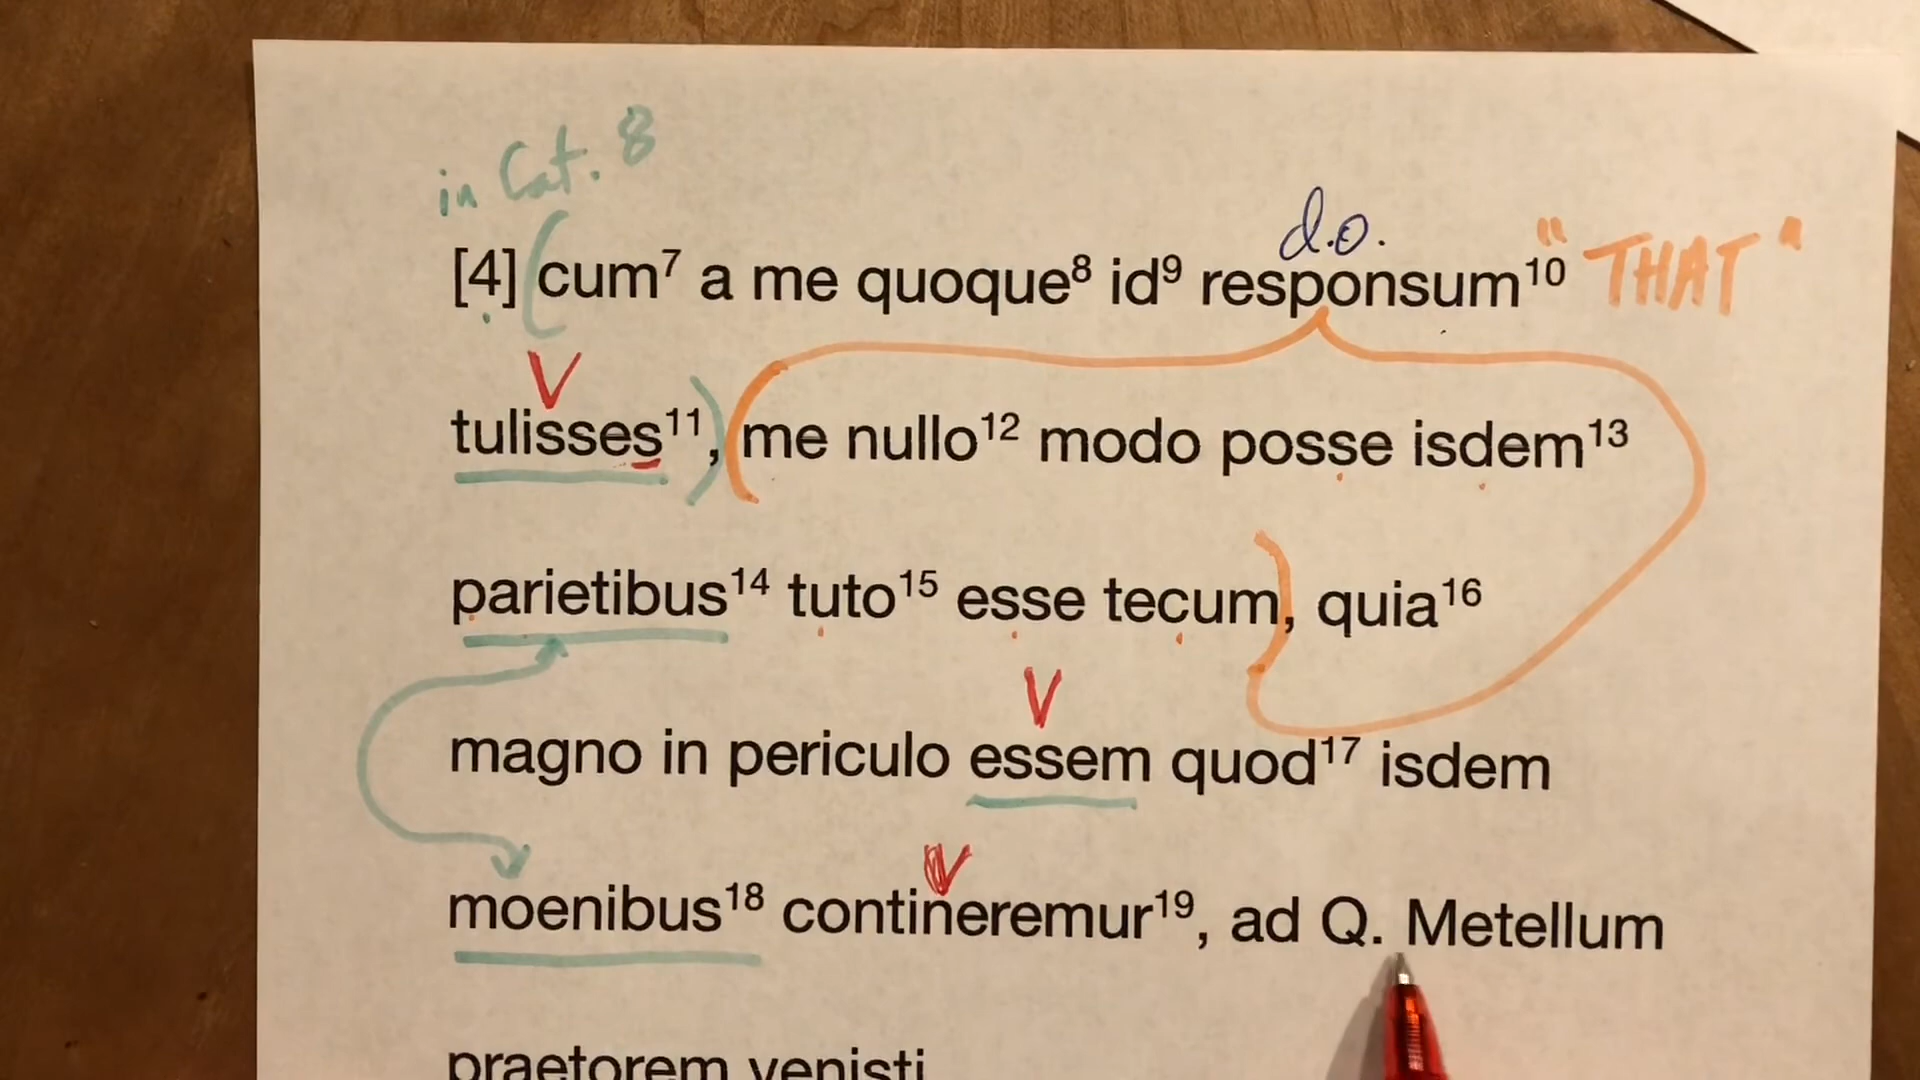 in Cat. 8
d.o.
[4] cum⁷ a me quoque⁸ id⁹ responsum¹⁰ "THAT"
V
tulisses¹¹, me nullo¹² modo posse isdem¹³
parietibus¹⁴ tuto¹⁵ esse tecum, quia¹⁶
V
magno in periculo essem quod¹⁷ isdem
V
moenibus¹⁸ contineremur¹⁹, ad Q. Metellum
praetorem venisti